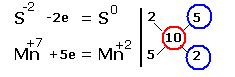 S⁻² -2e = S⁰ | 2 5
10
Mn⁺⁷ +5e = Mn⁺² | 5 2